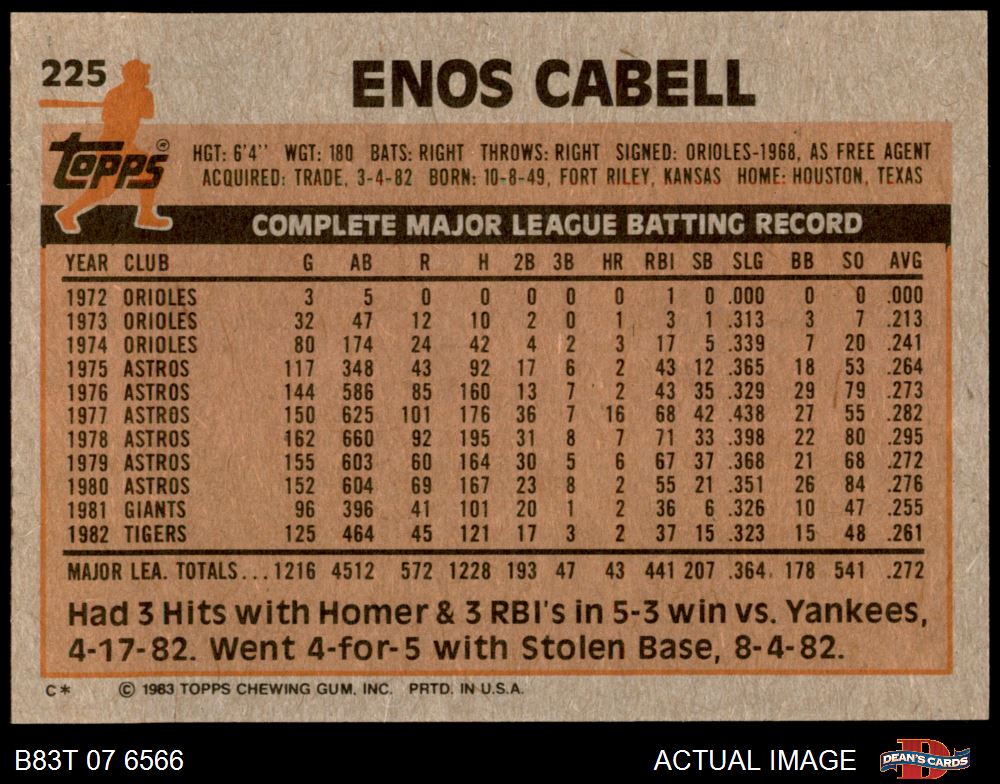 225
ENOS CABELL
Topps®
HGT: 6'4" WGT: 180 BATS: RIGHT THROWS: RIGHT SIGNED: ORIOLES-1968, AS FREE AGENT
ACQUIRED: TRADE, 3-4-82 BORN: 10-8-49, FORT RILEY, KANSAS HOME: HOUSTON, TEXAS
COMPLETE MAJOR LEAGUE BATTING RECORD
YEAR CLUB G AB R H 2B 3B HR RBI SB SLG BB SO AVG
1972 ORIOLES 3 5 0 0 0 0 0 1 0 .000 0 0 .000
1973 ORIOLES 32 47 12 10 2 0 1 3 1 .313 3 7 .213
1974 ORIOLES 80 174 24 42 4 2 3 17 5 .339 7 20 .241
1975 ASTROS 117 348 43 92 17 6 2 43 12 .365 18 53 .264
1976 ASTROS 144 586 85 160 13 7 2 43 35 .329 29 79 .273
1977 ASTROS 150 625 101 176 36 7 16 68 42 .438 27 55 .282
1978 ASTROS 162 660 92 195 31 8 7 71 33 .398 22 80 .295
1979 ASTROS 155 603 60 164 30 5 6 67 37 .368 21 68 .272
1980 ASTROS 152 604 69 167 23 8 2 55 21 .351 26 84 .276
1981 GIANTS 96 396 41 101 20 1 2 36 6 .326 10 47 .255
1982 TIGERS 125 464 45 121 17 3 2 37 15 .323 15 48 .261
MAJOR LEA. TOTALS... 1216 4512 572 1228 193 47 43 441 207 .364 178 541 .272
Had 3 Hits with Homer & 3 RBI's in 5-3 win vs. Yankees,
4-17-82. Went 4-for-5 with Stolen Base, 8-4-82.
C* © 1983 TOPPS CHEWING GUM, INC. PRTD. IN U.S.A.
B83T 07 6566 ACTUAL IMAGE DEAN'S CARDS